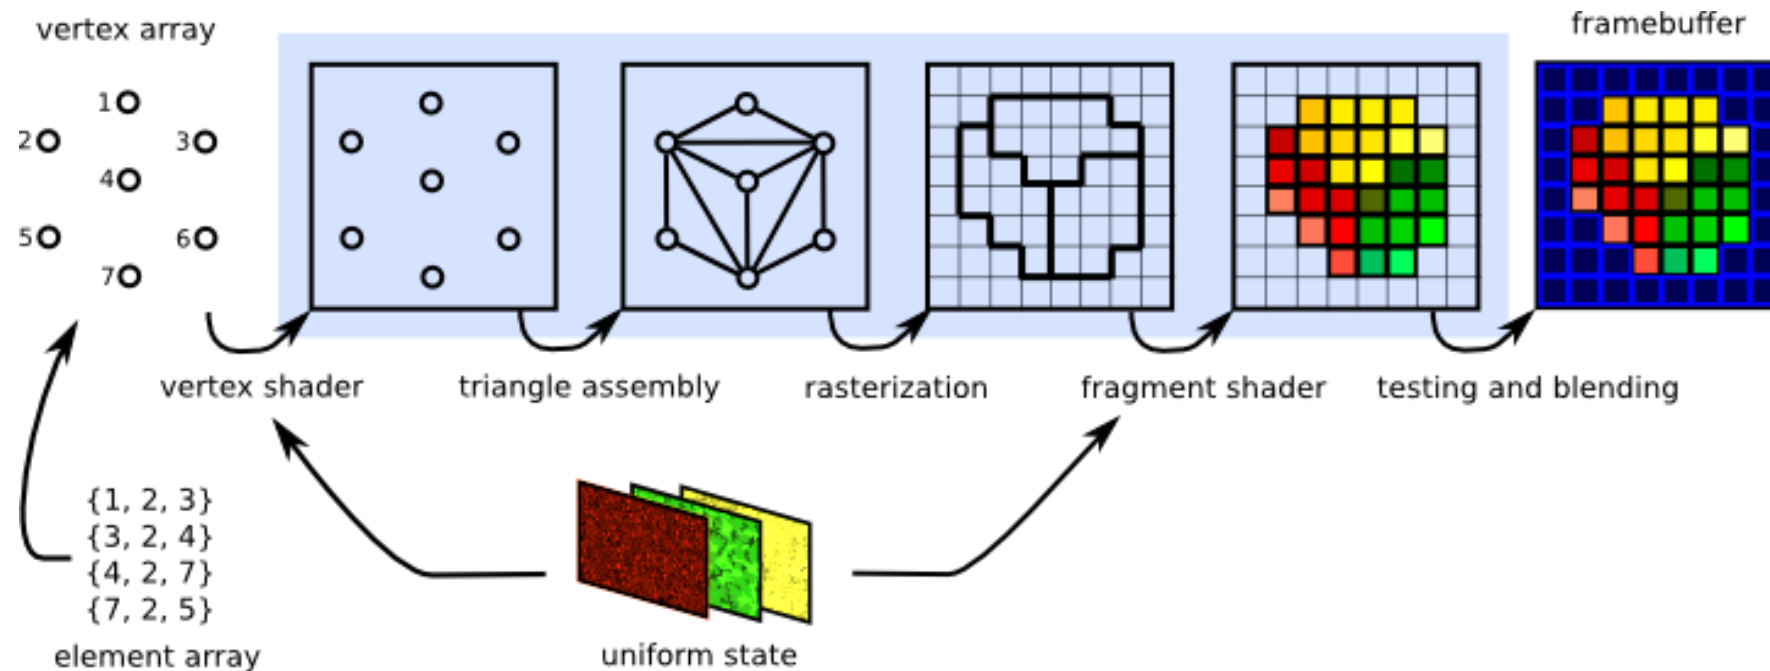 vertex array
framebuffer
1
2
3
4
5
6
7
vertex shader
triangle assembly
rasterization
fragment shader
testing and blending
{1, 2, 3}
{3, 2, 4}
{4, 2, 7}
{7, 2, 5}
element array
uniform state